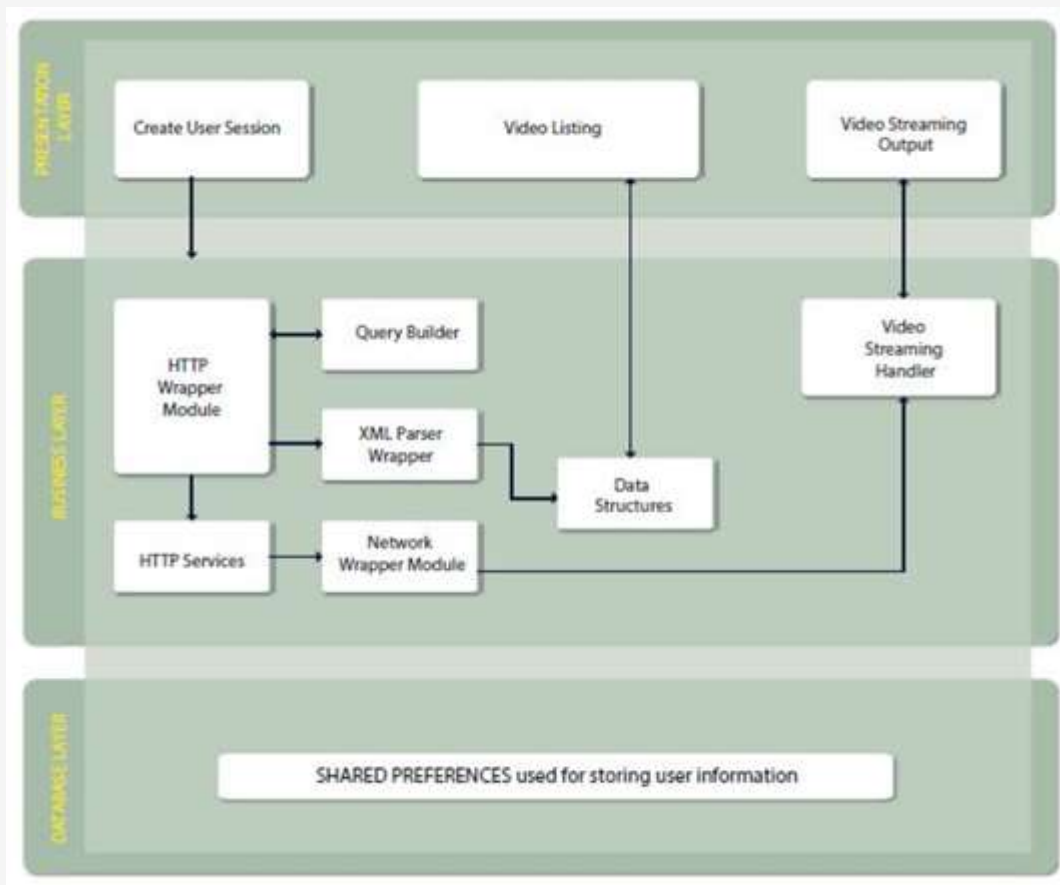 PRESENTATION
LAYER
Create User Session
Video Listing
Video Streaming
Output
BUSINESS LAYER
HTTP
Wrapper
Module
Query Builder
XML Parser
Wrapper
HTTP Services
Network
Wrapper Module
Data
Structures
Video
Streaming
Handler
DATABASE LAYER
SHARED PREFERENCES used for storing user information